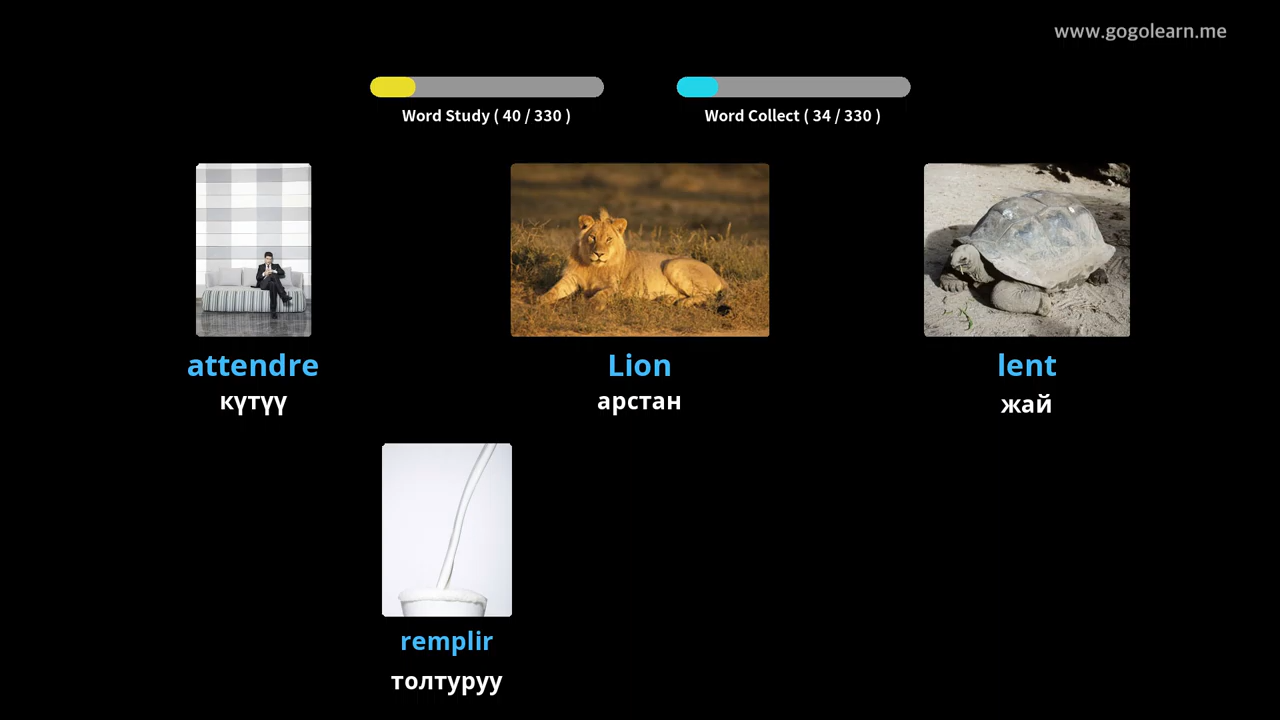 www.gogolearn.me
Word Study ( 40 / 330 )
Word Collect ( 34 / 330 )
attendre
күтүү
Lion
арстан
lent
жай
remplir
толтуруу